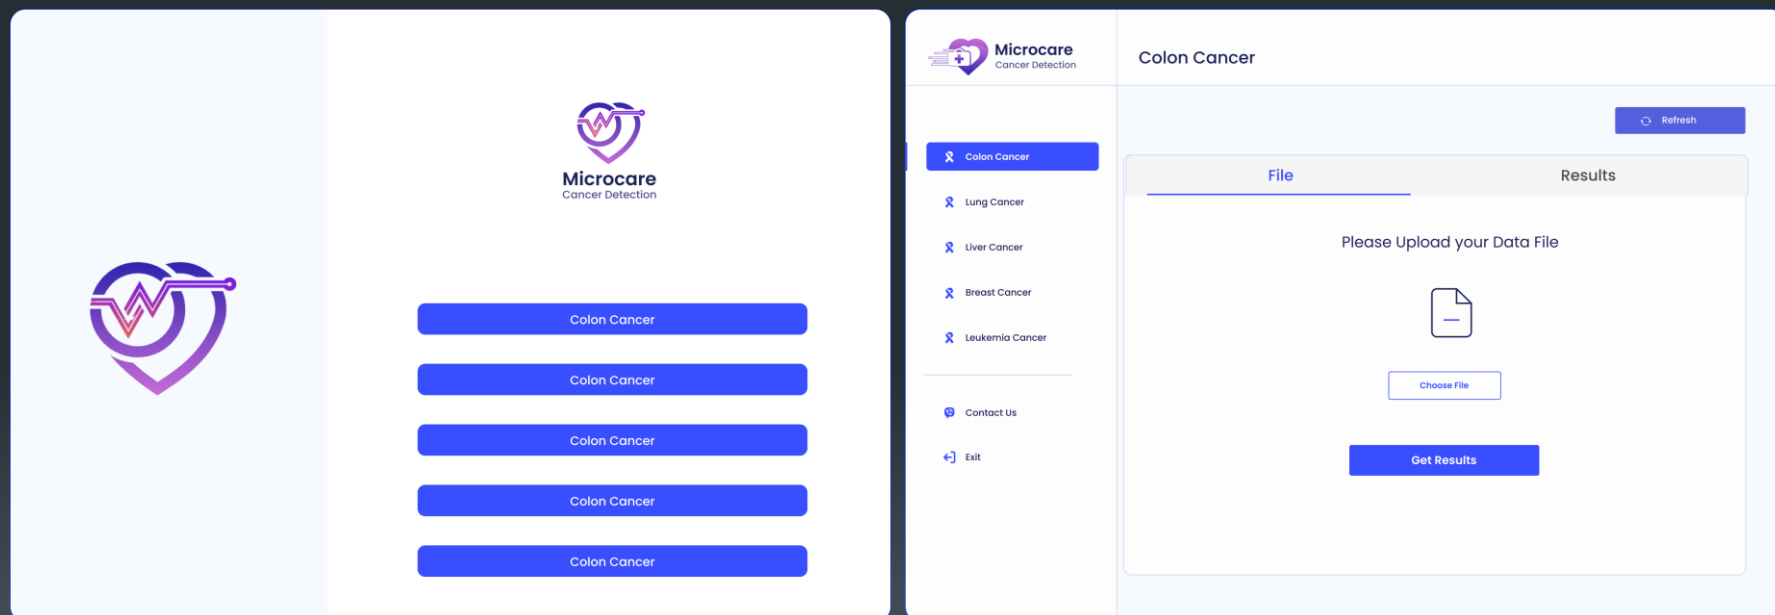 Microcare
Cancer Detection
Colon Cancer
Colon Cancer
Colon Cancer
Colon Cancer
Colon Cancer
Microcare
Cancer Detection
Colon Cancer
Lung Cancer
Liver Cancer
Breast Cancer
Leukemia Cancer
Contact Us
Exit
Colon Cancer
Refresh
File Results
Please Upload your Data File
Choose File
Get Results